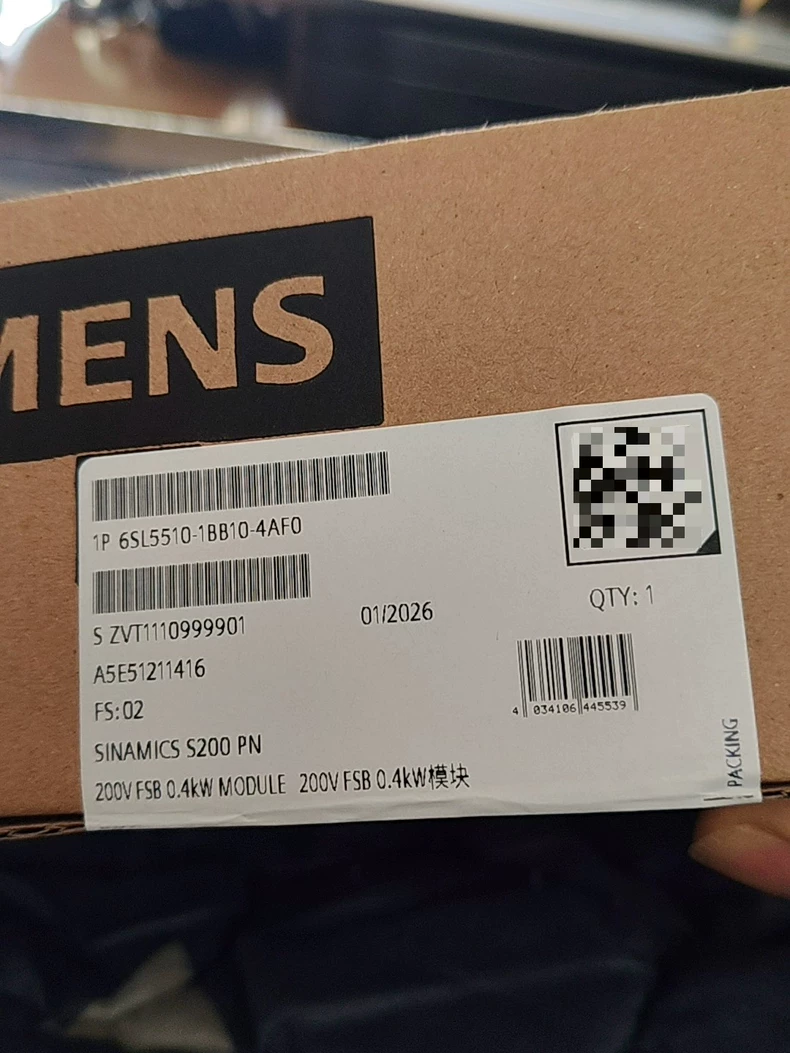 MENS
1P 6SL5510-1BB10-4AF0
S ZVT1110999901
01/2026
QTY: 1
A5E51211416
FS:02
4 034106 445539
SINAMICS S200 PN
200V FSB 0.4kW MODULE 200V FSB 0.4kW模块
PACKING